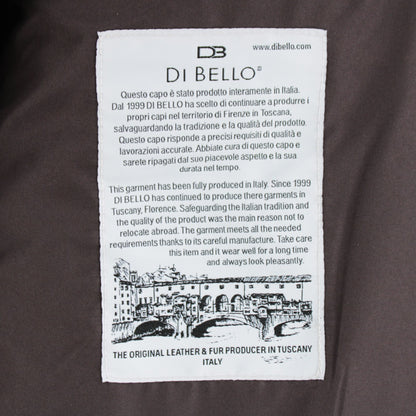 DB www.dibello.com
DI BELLO®
Questo capo è stato prodotto interamente in Italia.
Dal 1999 DI BELLO ha scelto di continuare a produrre i
propri capi nel territorio di Firenze in Toscana,
salvaguardando la tradizione e la qualità del prodotto.
Questo capo risponde a precisi requisiti di qualità e
lavorazioni accurate. Abbiate cura di questo capo e
sarete ripagati dal suo piacevole aspetto e la sua
durata nel tempo.
This garment has been fully produced in Italy. Since 1999
DI BELLO has continued to produce there garments in
Tuscany, Florence. Safeguarding the Italian tradition and
the quality of the product was the main reason not to
relocate abroad. The garment meets all the needed
requirements thanks to its careful manufacture. Take care
this item and it wear well for a long time
and always look pleasantly.
THE ORIGINAL LEATHER & FUR PRODUCER IN TUSCANY
ITALY